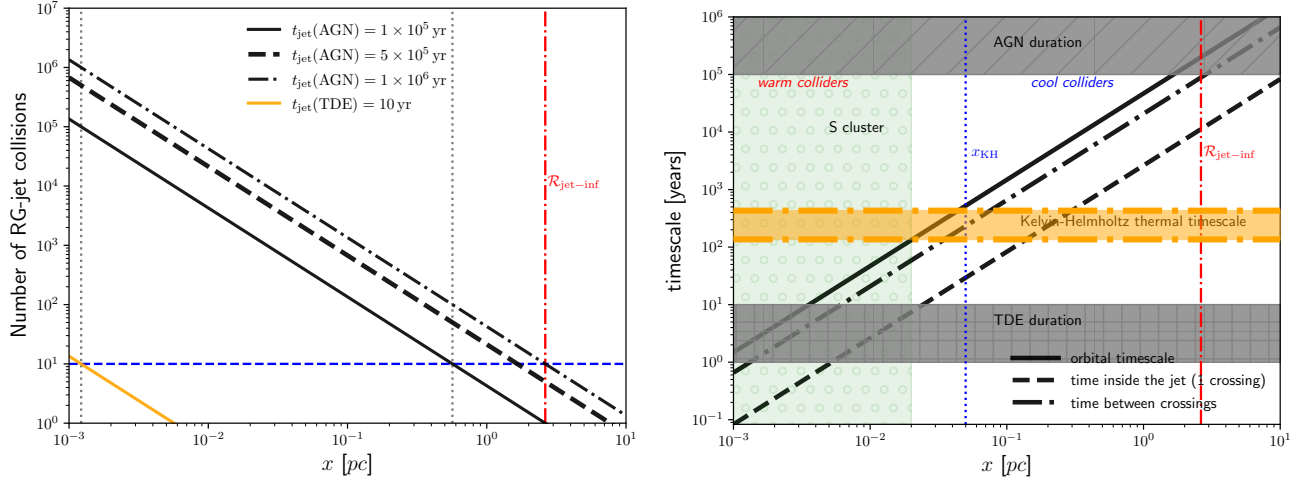 t_jet(AGN) = 1 × 10^5 yr
t_jet(AGN) = 5 × 10^5 yr
t_jet(AGN) = 1 × 10^6 yr
t_jet(TDE) = 10 yr
R_jet−inf
Number of RG-jet collisions
10^7
10^6
10^5
10^4
10^3
10^2
10^1
10^0
10^−3
10^−2
10^−1
10^0
10^1
x [pc]
AGN duration
warm colliders
cool colliders
S cluster
x_KH
R_jet−inf
Kelvin-Helmholtz thermal timescale
TDE duration
orbital timescale
time inside the jet (1 crossing)
time between crossings
timescale [years]
10^6
10^5
10^4
10^3
10^2
10^1
10^0
10^−1
10^−3
10^−2
10^−1
10^0
10^1
x [pc]